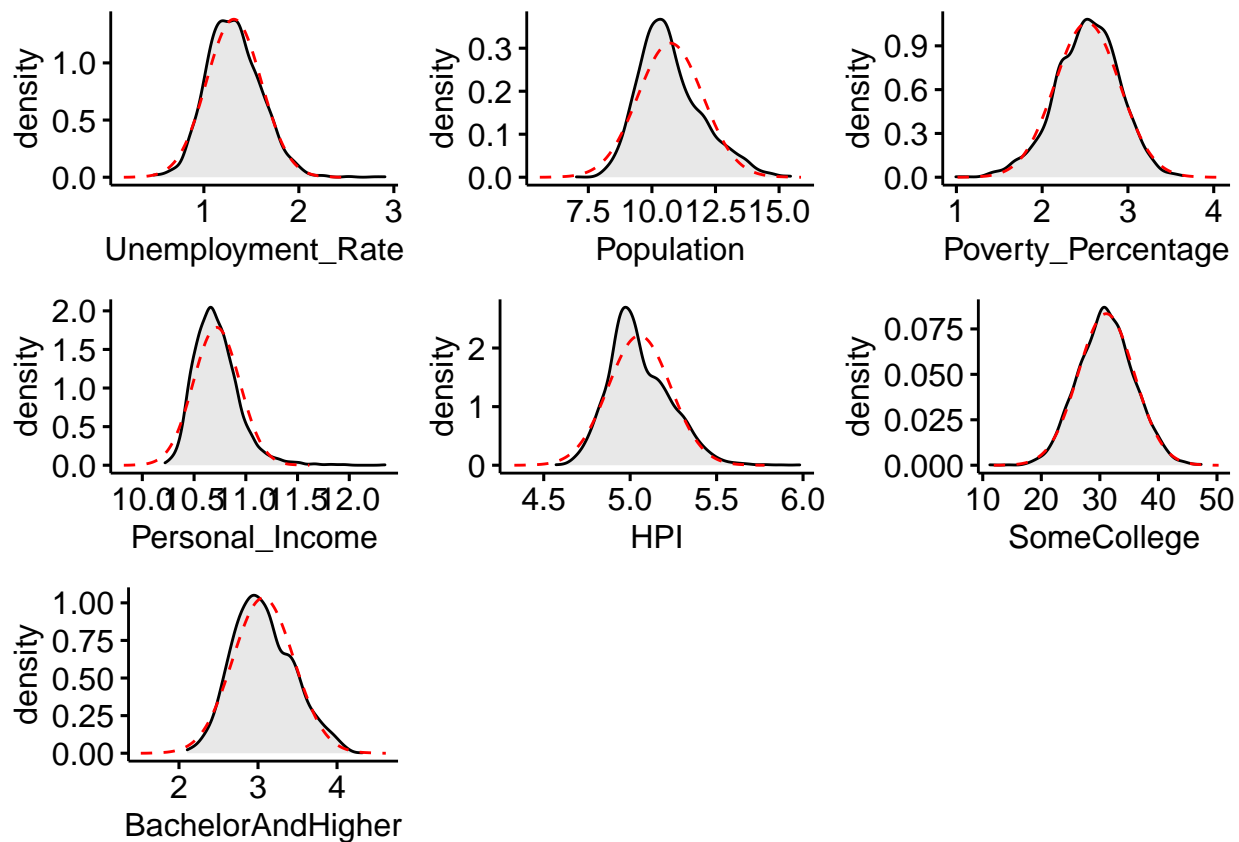 density
1.0
0.5
0.0
1 2 3
Unemployment_Rate
density
0.3
0.2
0.1
0.0
7.5 10.0 12.5 15.0
Population
density
0.9
0.6
0.3
0.0
1 2 3 4
Poverty_Percentage
density
2.0
1.5
1.0
0.5
0.0
10.0 10.5 11.0 11.5 12.0
Personal_Income
density
2
1
0
4.5 5.0 5.5 6.0
HPI
density
0.075
0.050
0.025
0.000
10 20 30 40 50
SomeCollege
density
1.00
0.75
0.50
0.25
0.00
2 3 4
BachelorAndHigher